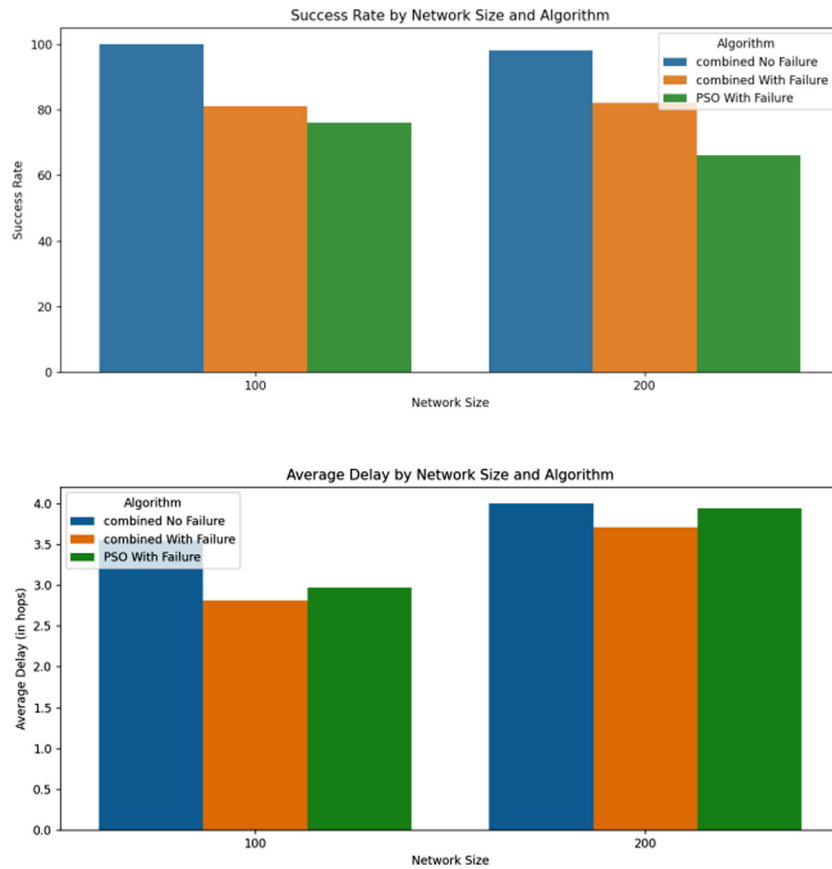 Success Rate by Network Size and Algorithm
Algorithm
combined No Failure
combined With Failure
PSO With Failure
Success Rate
100
80
60
40
20
0
100
200
Network Size
Average Delay by Network Size and Algorithm
Algorithm
combined No Failure
combined With Failure
PSO With Failure
Average Delay (in hops)
4.0
3.5
3.0
2.5
2.0
1.5
1.0
0.5
0.0
100
200
Network Size